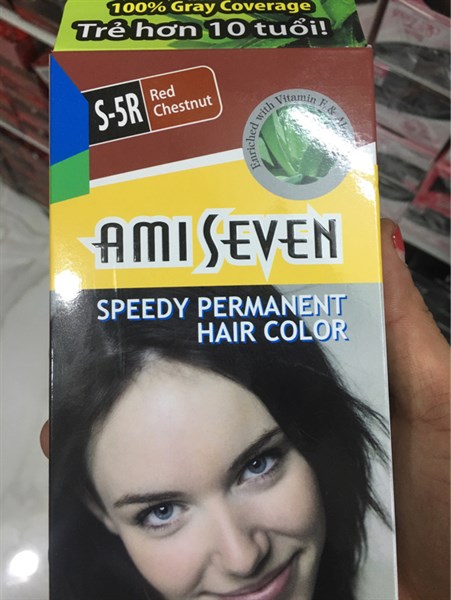 100% Gray Coverage
Trẻ hơn 10 tuổi!
S-5R
Red
Chestnut
Enriched with Vitamin E &
AMI SEVEN
SPEEDY PERMANENT
HAIR COLOR